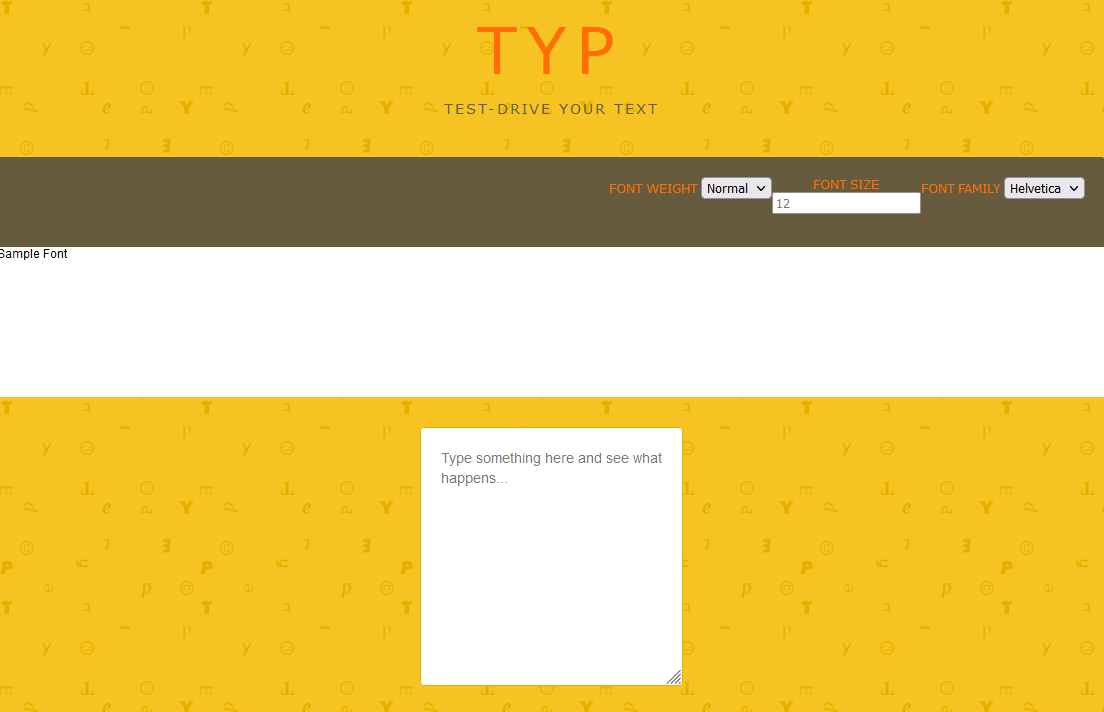 TYP
TEST-DRIVE YOUR TEXT
FONT WEIGHT Normal FONT SIZE FONT FAMILY Helvetica
12
Sample Font
Type something here and see what
happens...